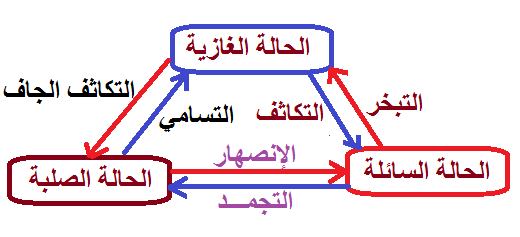 الحالة الغازية
التكاثف الجاف
التسامي
التكاثف
التبخر
الإنصهار
الحالة الصلبة
الحالة السائلة
التجمـــد